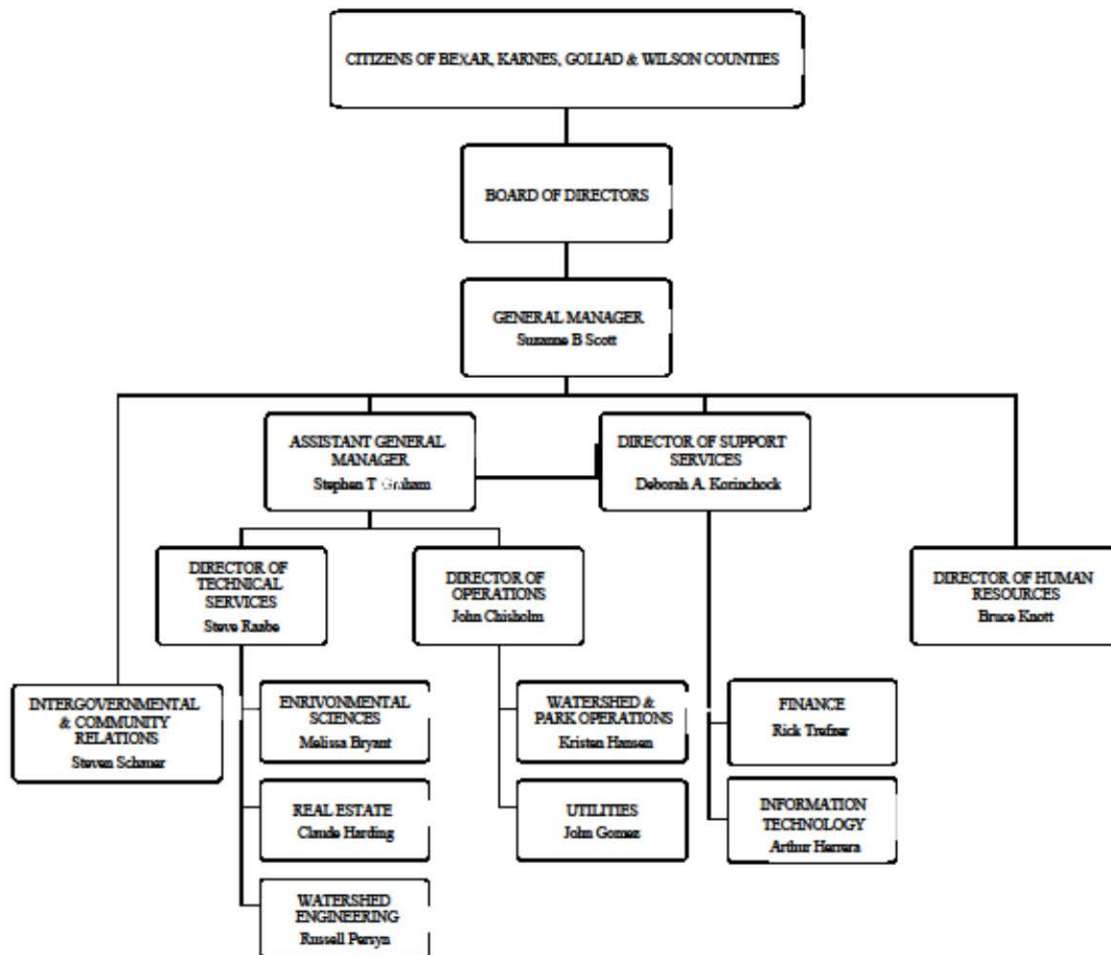 CITIZENS OF BEXAR, KARNES, GOLIAD & WILSON COUNTIES
BOARD OF DIRECTORS
GENERAL MANAGER
Suzanne B Scott
ASSISTANT GENERAL
MANAGER
Stephen T Graham
DIRECTOR OF SUPPORT
SERVICES
Deborah A. Korinchock
DIRECTOR OF
TECHNICAL
SERVICES
Steve Raabe
DIRECTOR OF
OPERATIONS
John Chisholm
DIRECTOR OF HUMAN
RESOURCES
Bruce Knott
INTERGOVERNMENTAL
& COMMUNITY
RELATIONS
Steven Schauer
ENRIVONMENTAL
SCIENCES
Melissa Bryant
WATERSHED &
PARK OPERATIONS
Kristen Hansen
FINANCE
Rick Trefzer
REAL ESTATE
Claude Harding
UTILITIES
John Gomez
INFORMATION
TECHNOLOGY
Arthur Herrera
WATERSHED
ENGINEERING
Russell Persyn